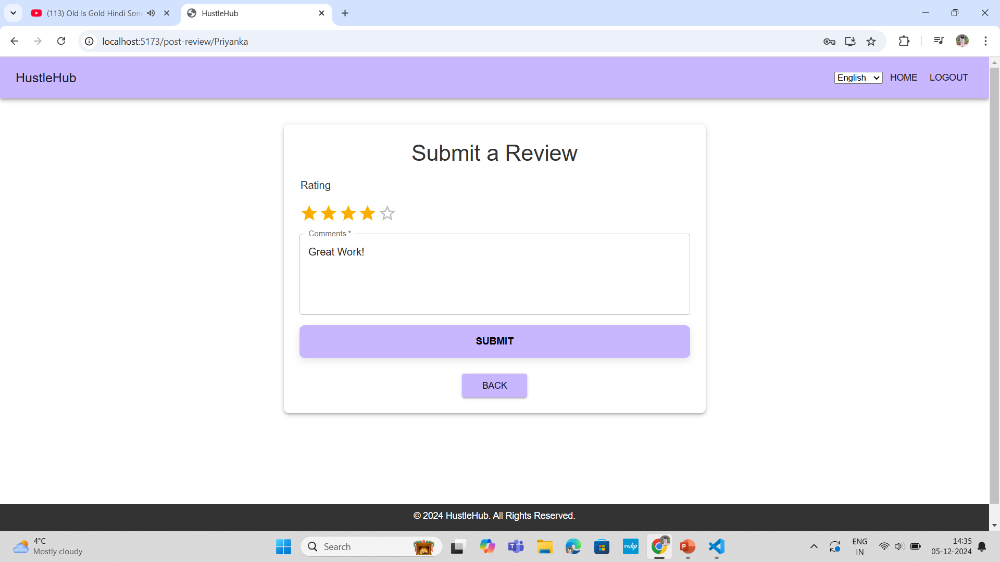 (113) Old Is Gold Hindi Son
HustleHub
localhost:5173/post-review/Priyanka
HustleHub
English
HOME
LOGOUT
Submit a Review
Rating
Comments *
Great Work!
SUBMIT
BACK
© 2024 HustleHub. All Rights Reserved.
4°C
Mostly cloudy
Search
myhp
ENG
IN
14:35
05-12-2024